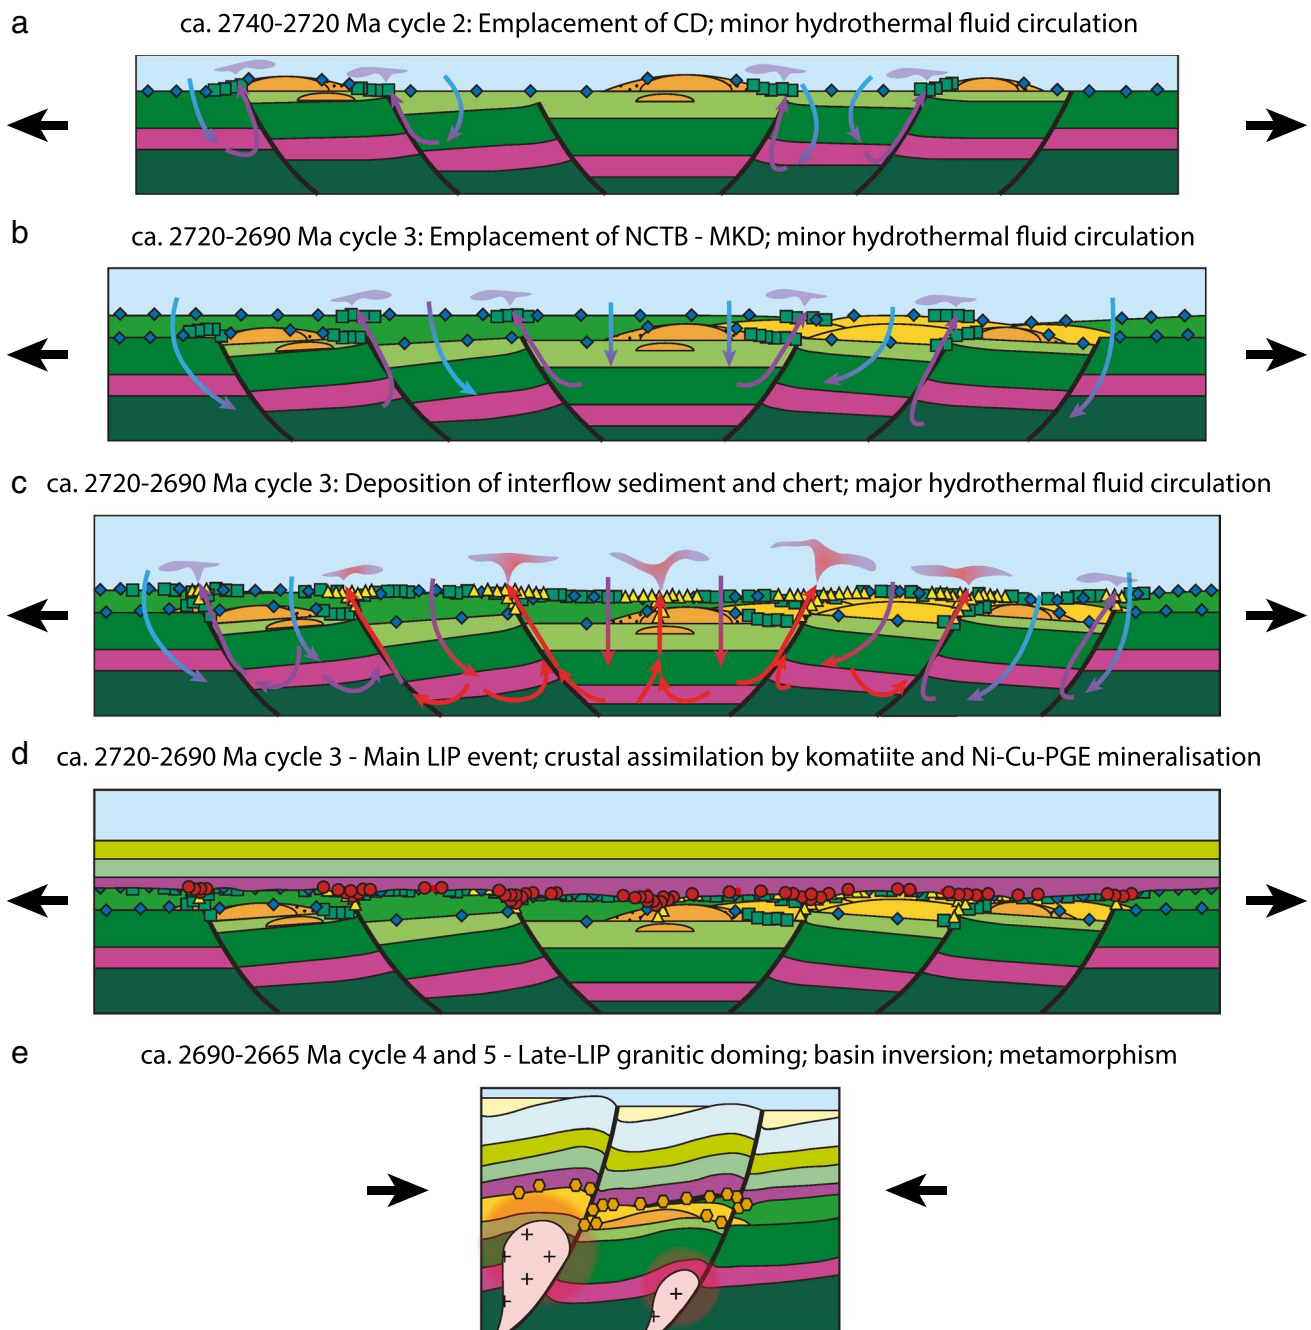 a
ca. 2740-2720 Ma cycle 2: Emplacement of CD; minor hydrothermal fluid circulation
b
ca. 2720-2690 Ma cycle 3: Emplacement of NCTB - MKD; minor hydrothermal fluid circulation
c
ca. 2720-2690 Ma cycle 3: Deposition of interflow sediment and chert; major hydrothermal fluid circulation
d
ca. 2720-2690 Ma cycle 3 - Main LIP event; crustal assimilation by komatiite and Ni-Cu-PGE mineralisation
e
ca. 2690-2665 Ma cycle 4 and 5 - Late-LIP granitic doming; basin inversion; metamorphism